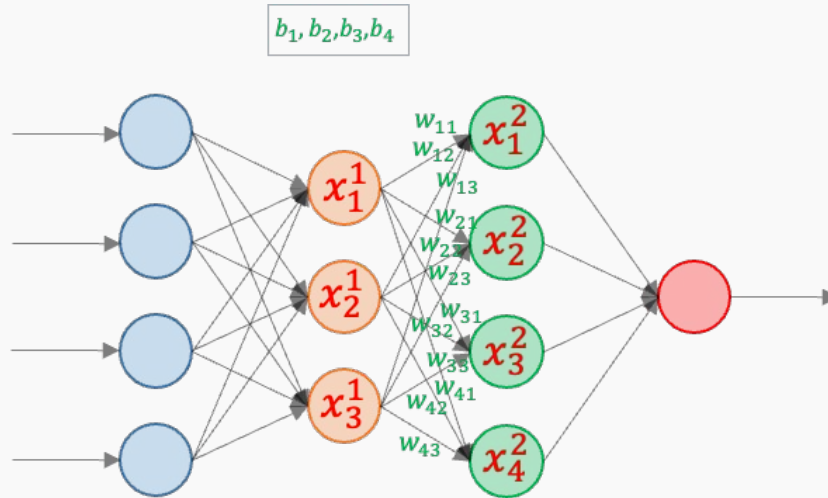 b₁, b₂,b₃,b₄
w₁₁
w₁₂
w₁₃
w₂₁
w₂₂
w₂₃
w₃₁
w₃₂
w₃₃
w₄₁
w₄₂
w₄₃
x₁¹
x₂¹
x₃¹
x₁²
x₂²
x₃²
x₄²